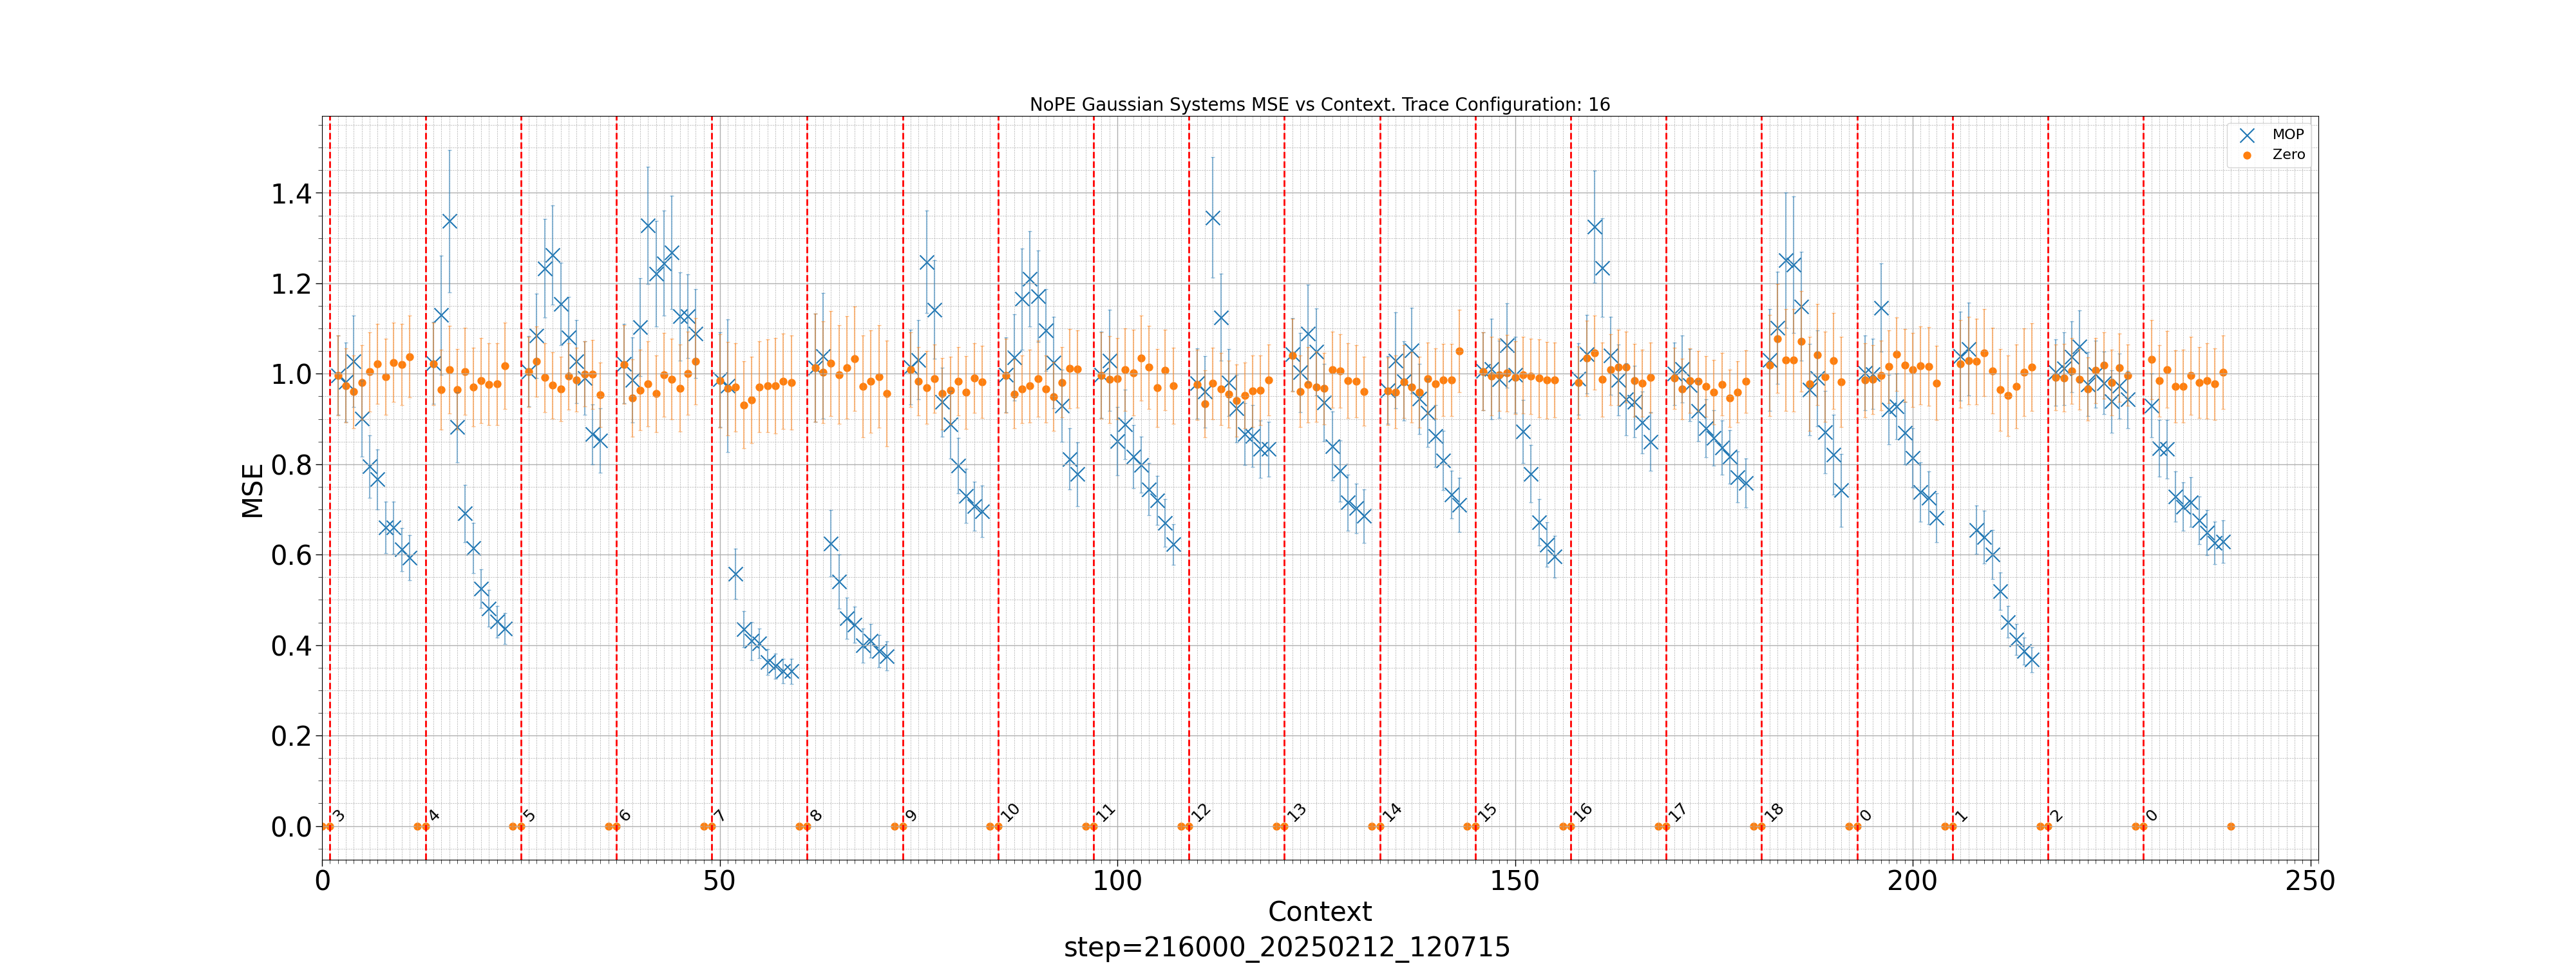 NoPE Gaussian Systems MSE vs Context. Trace Configuration: 16
MOP
Zero
1.4
1.2
1.0
0.8
0.6
0.4
0.2
0.0
MSE
3 4 5 6 7 8 9 10 11 12 13 14 15 16 17 18 0 1 2 0
0 50 100 150 200 250
Context
step=216000_20250212_120715